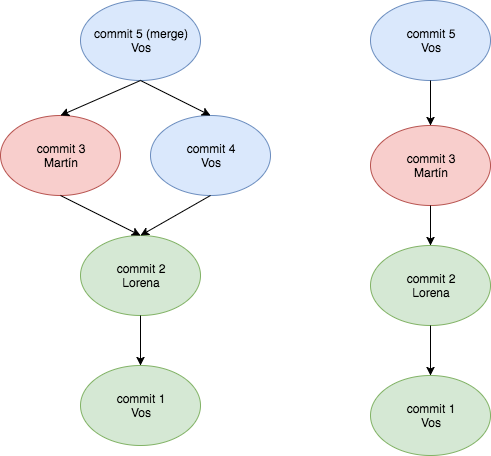 commit 5 (merge)
Vos
commit 3
Martín
commit 4
Vos
commit 2
Lorena
commit 1
Vos
commit 5
Vos
commit 3
Martín
commit 2
Lorena
commit 1
Vos